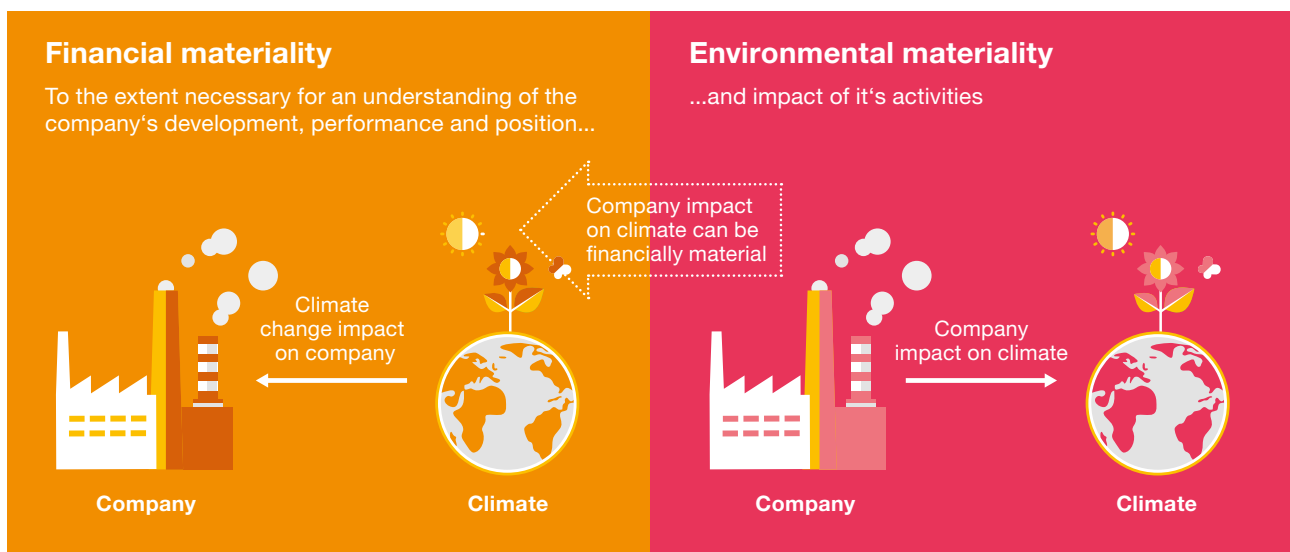 Financial materiality
To the extent necessary for an understanding of the
company‘s development, performance and position...
Climate
change impact
on company
Company
Climate
Company impact
on climate can be
financially material
Environmental materiality
...and impact of it‘s activities
Company
impact on climate
Company
Climate